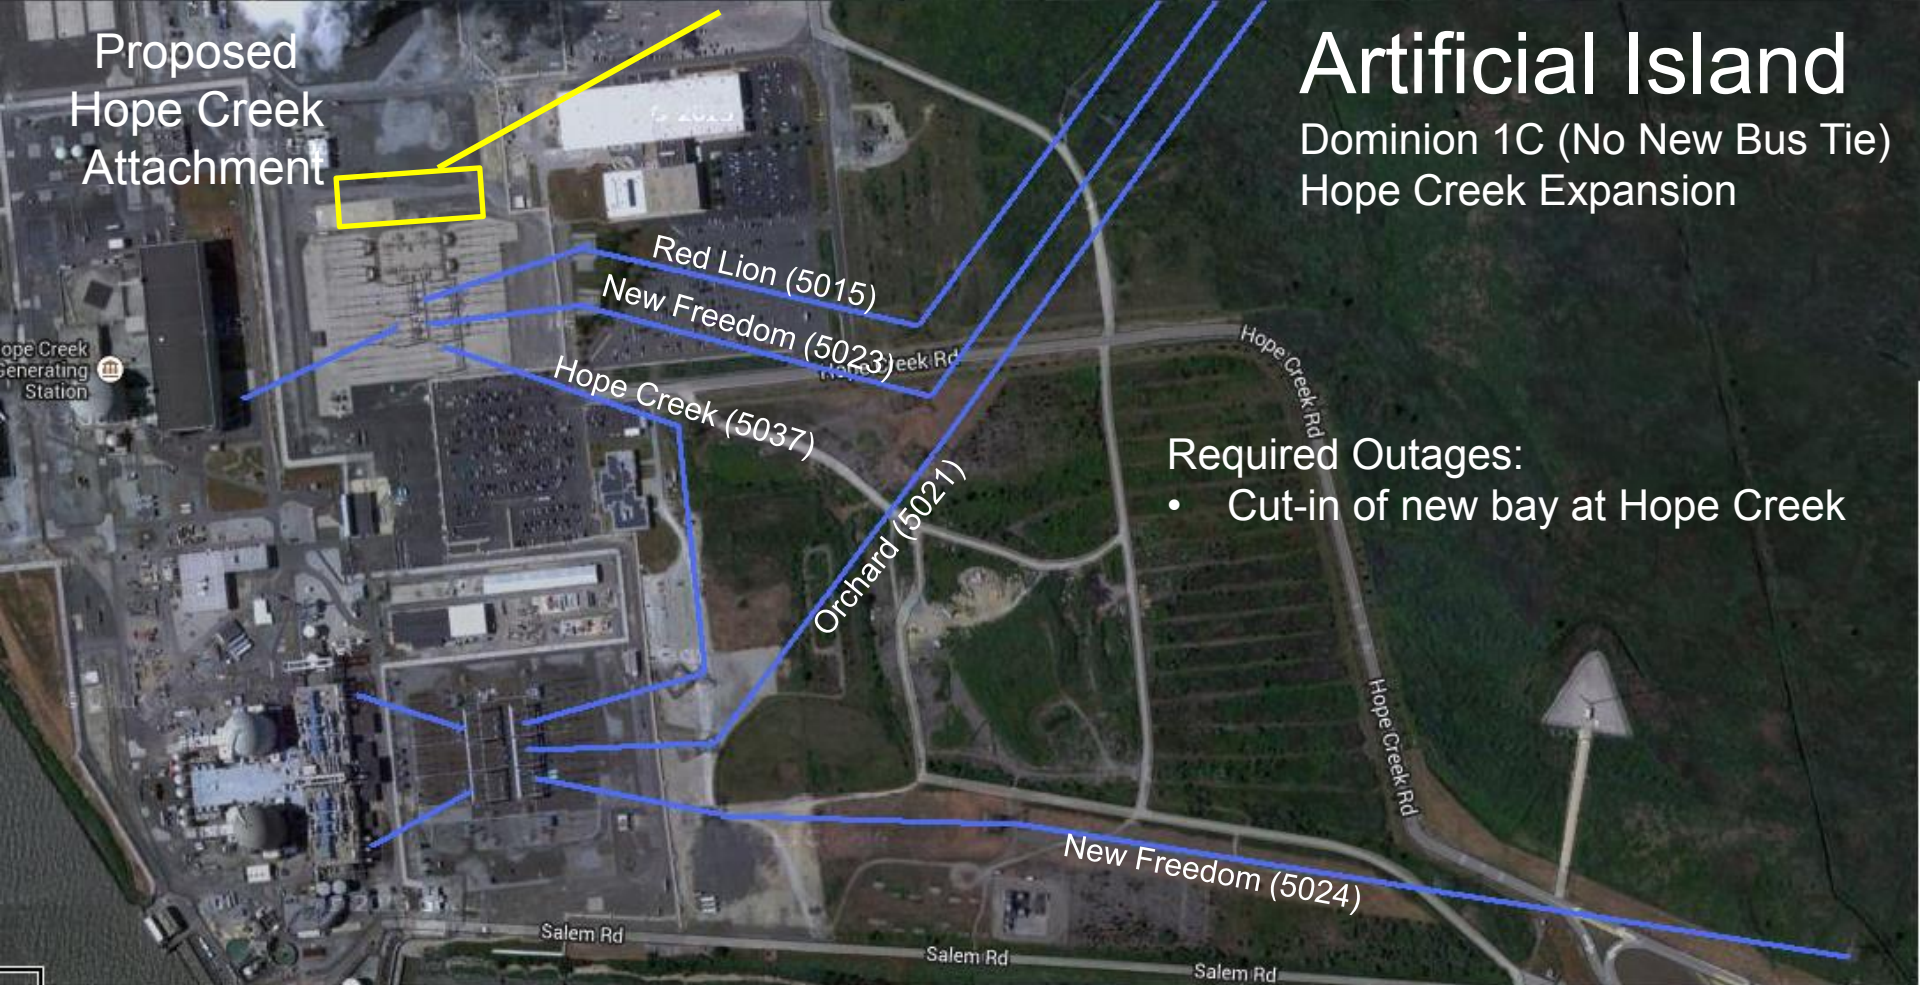 Proposed
Hope Creek
Attachment
Artificial Island
Dominion 1C (No New Bus Tie)
Hope Creek Expansion
Red Lion (5015)
New Freedom (5023)
Hope Creek Rd
Hope Creek Rd
Hope Creek (5037)
Generating
Station
Required Outages:
• Cut-in of new bay at Hope Creek
Orchard (5021)
Hope Creek Rd
New Freedom (5024)
Salem Rd
Salem Rd
Salem Rd